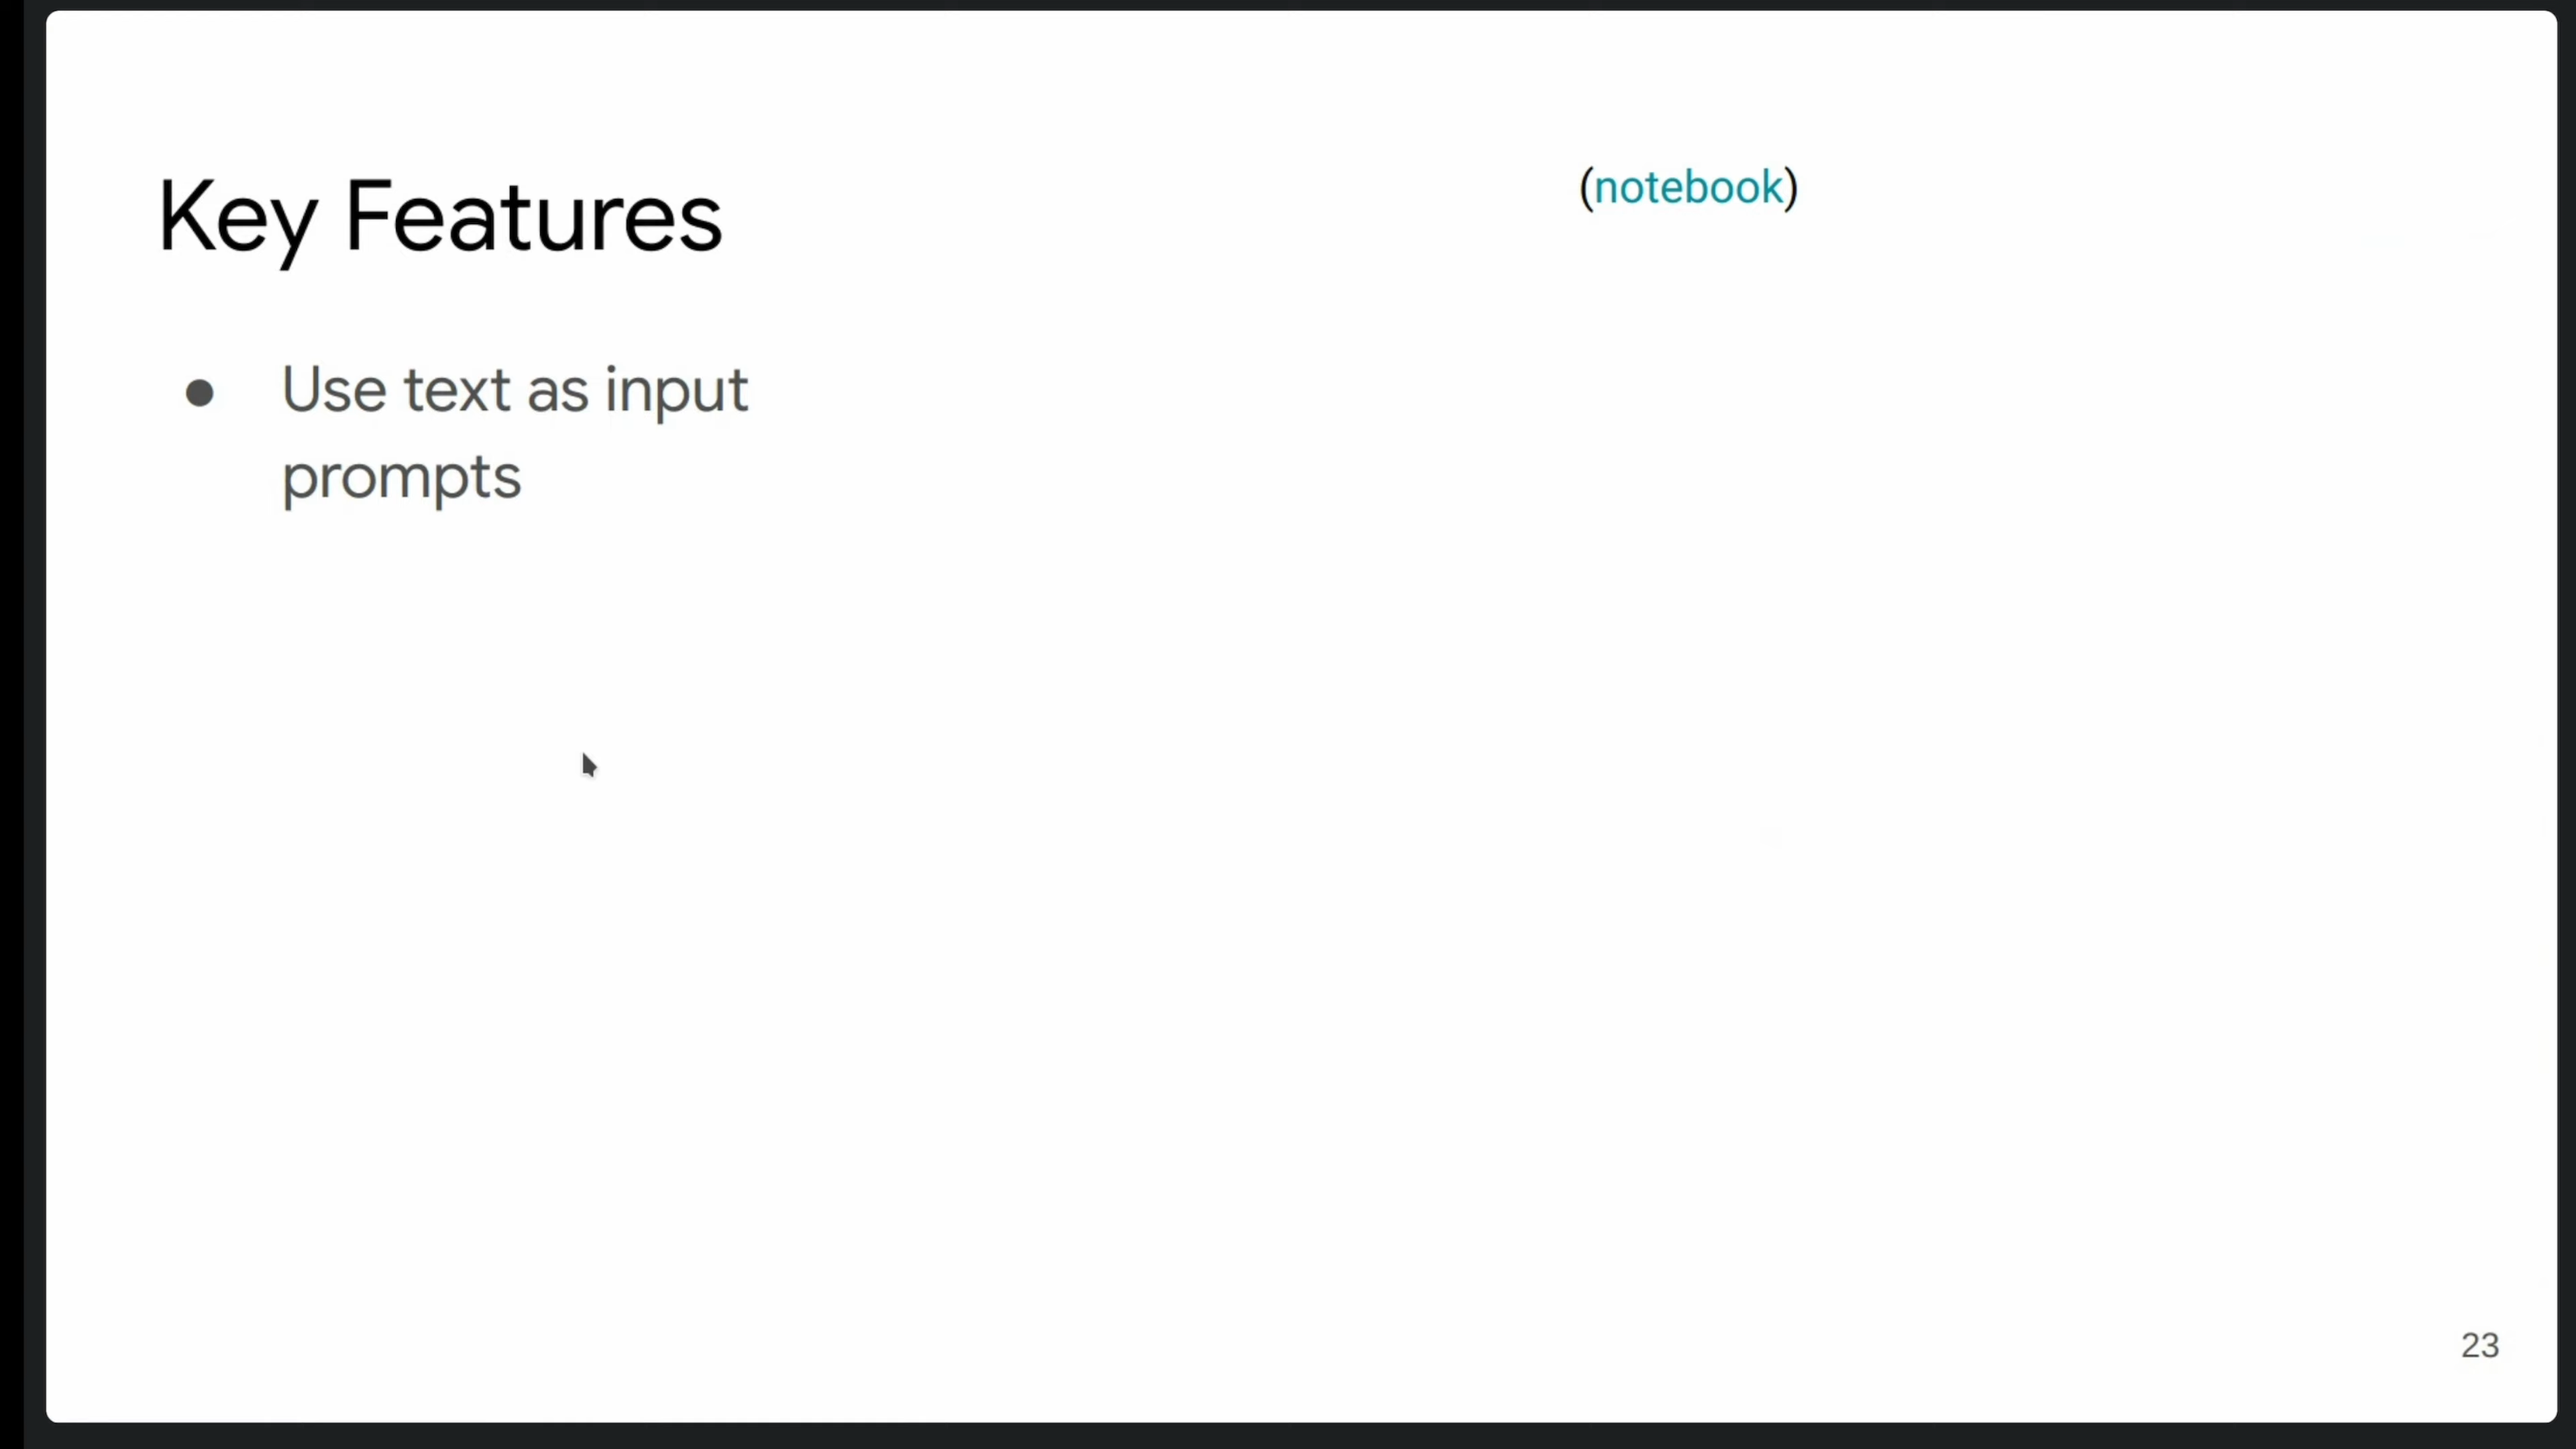 Key Features
(notebook)
● Use text as input
prompts
23